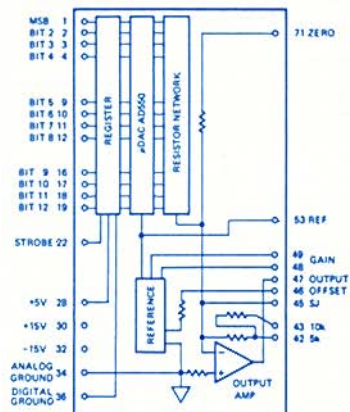 MSB 1
BIT 2 2
BIT 3 3
BIT 4 4
BIT 5 9
BIT 6 10
BIT 7 11
BIT 8 12
BIT 9 16
BIT 10 17
BIT 11 18
BIT 12 19
STROBE 22
+5V 28
+15V 30
-15V 32
ANALOG
GROUND 34
DIGITAL
GROUND 36
REGISTER
μDAC AD550
RESISTOR NETWORK
REFERENCE
71 ZERO
53 REF
49
GAIN
48
47 OUTPUT
46 OFFSET
45 SJ
43 10k
42 5k
OUTPUT
AMP